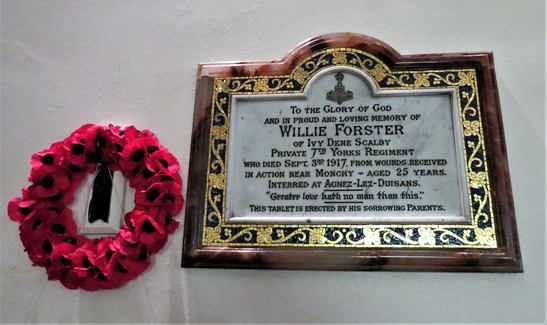 TO THE GLORY OF GOD
AND IN PROUD AND LOVING MEMORY OF
WILLIE FORSTER
OF IVY DENE SCALBY
PRIVATE 7TH YORKS REGIMENT
WHO DIED SEPT. 3RD 1917, FROM WOUNDS RECEIVED
IN ACTION NEAR MONCHY – AGED 25 YEARS.
INTERRED AT AGNEZ-LEZ-DUISANS.
"Greater love hath no man than this."
THIS TABLET IS ERECTED BY HIS SORROWING PARENTS.